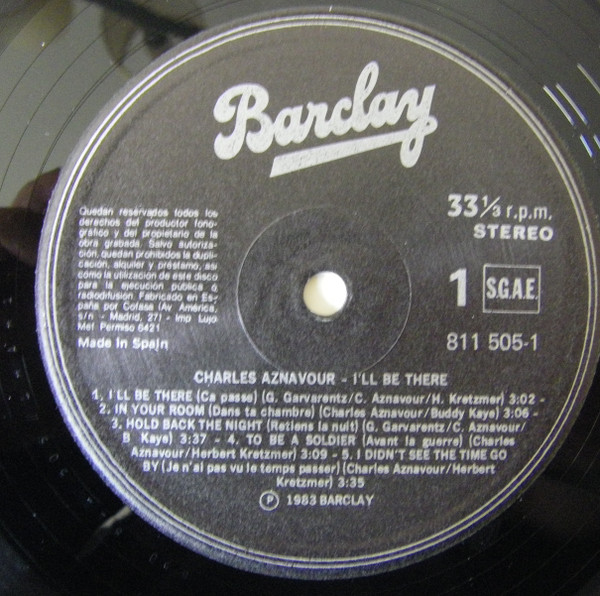 Barclay
33 1/3 r.p.m.
STEREO
Quedan reservados todos los
derechos del productor fono-
gráfico y del propietario de la
obra grabada. Salvo autoriza-
ción, quedan prohibidos la dupli-
cación, alquiler y préstamo, así
como la utilización de este disco
para la ejecución pública o
radiodifusión. Fabricado en Es-
paña por Cofasa (Av. América,
s/n - Madrid, 27) - Imp. Lujo
Met Permiso 6421
Made in Spain
1 S.G.A.E.
811 505-1
CHARLES AZNAVOUR - I'LL BE THERE
1. I'LL BE THERE (Ca passe) (G. Garvarentz/C. Aznavour/H. Kretzmer) 3:02 -
2. IN YOUR ROOM (Dans ta chambre) (Charles Aznavour/Buddy Kaye) 3:06 -
3. HOLD BACK THE NIGHT (Retiens la nuit) (G. Garvarentz/C. Aznavour/
B Kaye) 3:37 - 4. TO BE A SOLDIER (Avant la guerre) (Charles
Aznavour/Herbert Kretzmer) 3:09 - 5. I DIDN'T SEE THE TIME GO
BY (Je n'ai pas vu le temps passer) (Charles Aznavour/Herbert
Kretzmer) 3:35
Ⓟ 1983 BARCLAY